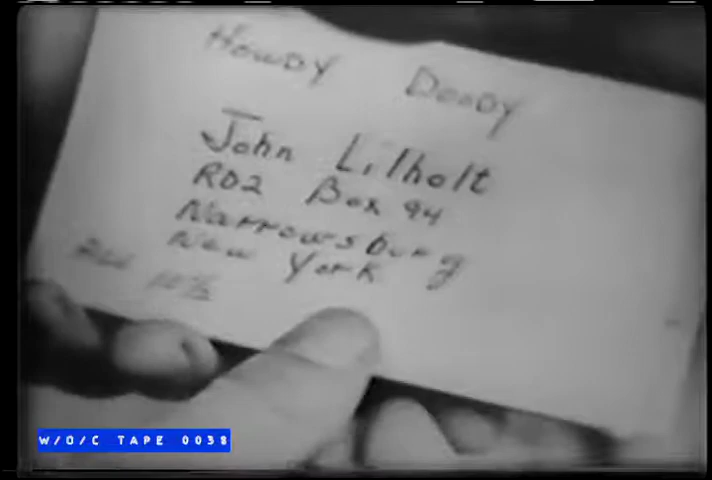 Howdy Doody
John Lilholt
RD2 Box 94
Narrowsburg
New York
W/O/C TAPE 0038